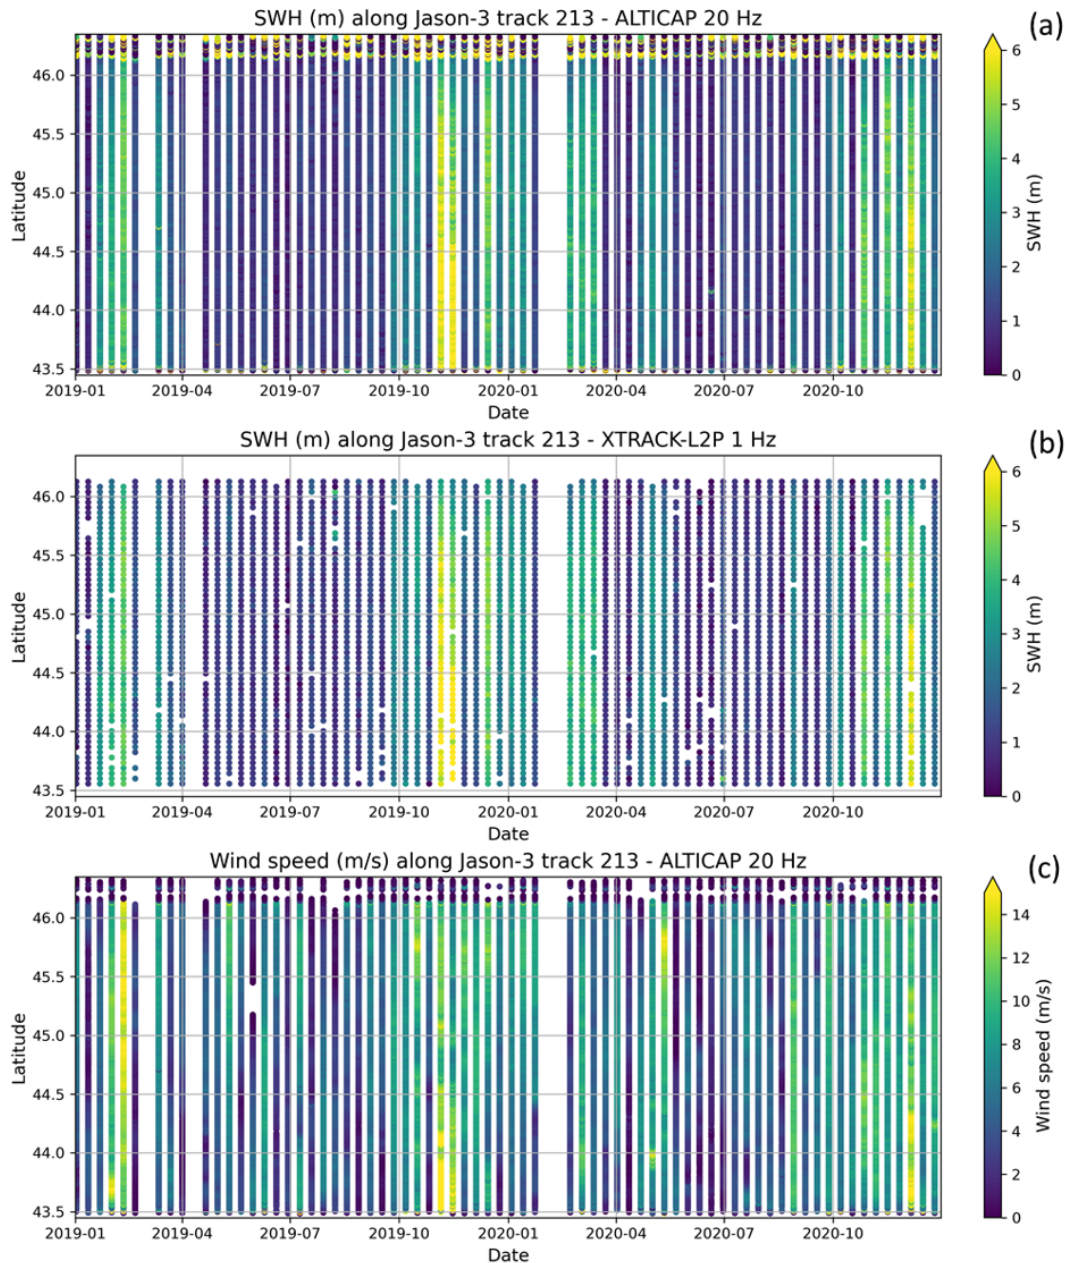 SWH (m) along Jason-3 track 213 - ALTICAP 20 Hz
(a)
46.0
45.5
45.0
44.5
44.0
43.5
Latitude
2019-01 2019-04 2019-07 2019-10 2020-01 2020-04 2020-07 2020-10
Date
6
5
4
3
2
1
0
SWH (m)
SWH (m) along Jason-3 track 213 - XTRACK-L2P 1 Hz
(b)
46.0
45.5
45.0
44.5
44.0
43.5
Latitude
2019-01 2019-04 2019-07 2019-10 2020-01 2020-04 2020-07 2020-10
Date
6
5
4
3
2
1
0
SWH (m)
Wind speed (m/s) along Jason-3 track 213 - ALTICAP 20 Hz
(c)
46.0
45.5
45.0
44.5
44.0
43.5
Latitude
2019-01 2019-04 2019-07 2019-10 2020-01 2020-04 2020-07 2020-10
Date
14
12
10
8
6
4
2
0
Wind speed (m/s)